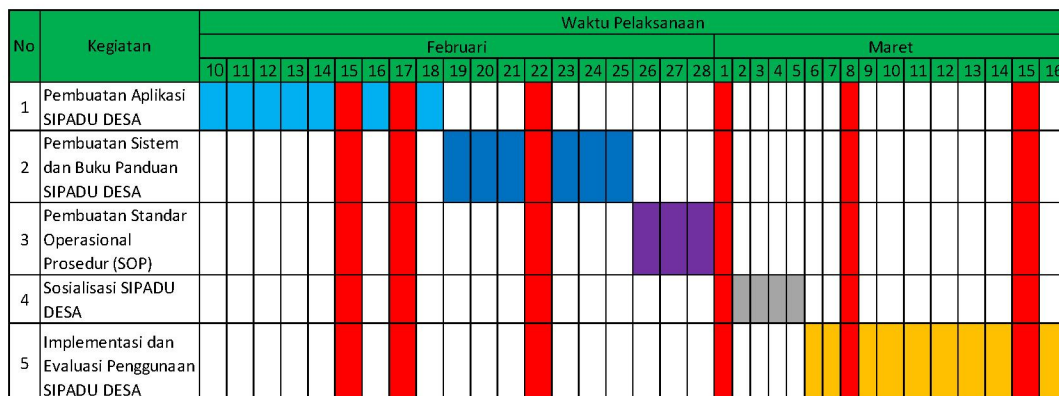 Waktu Pelaksanaan
No Kegiatan
Februari Maret
10 11 12 13 14 15 16 17 18 19 20 21 22 23 24 25 26 27 28 1 2 3 4 5 6 7 8 9 10 11 12 13 14 15 16
1 Pembuatan Aplikasi
SIPADU DESA
Pembuatan Sistem
2 dan Buku Panduan
SIPADU DESA
Pembuatan Standar
3 Operasional
Prosedur (SOP)
4 Sosialisasi SIPADU
DESA
Implementasi dan
5 Evaluasi Penggunaan
SIPADU DESA